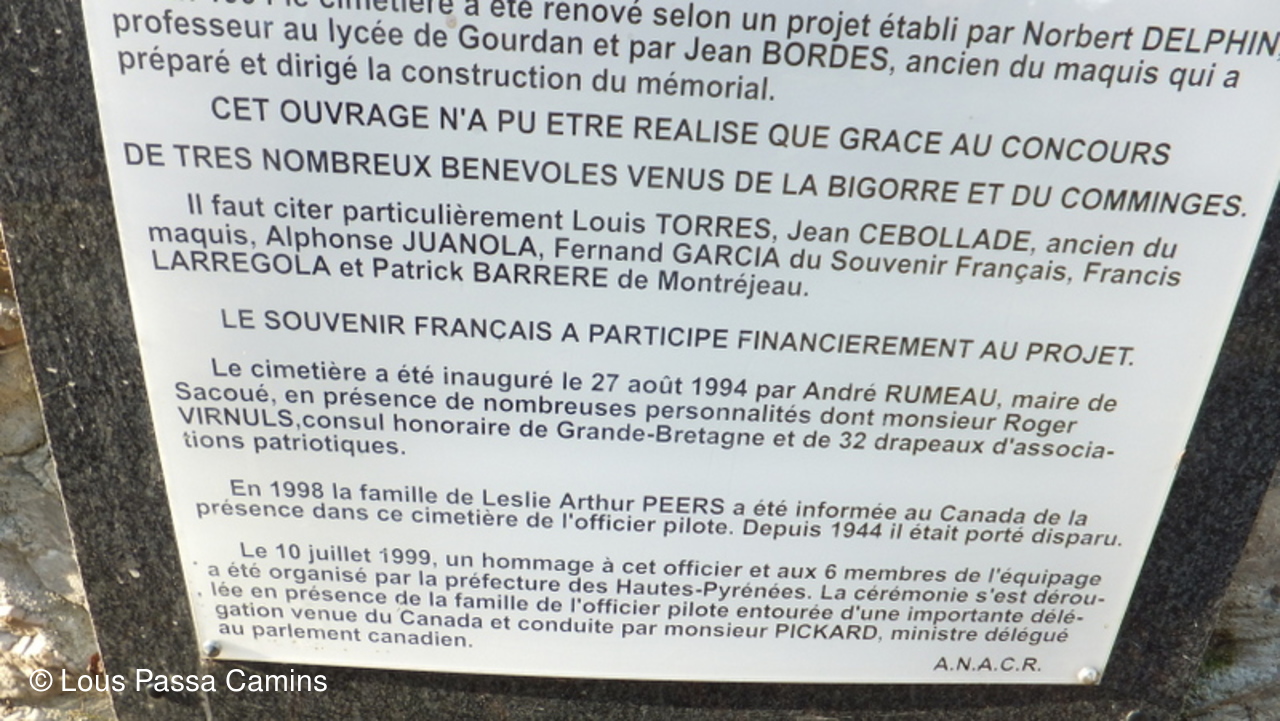 le cimetière a été renové selon un projet établi par Norbert DELPHIN,
professeur au lycée de Gourdan et par Jean BORDES, ancien du maquis qui a
préparé et dirigé la construction du mémorial.
CET OUVRAGE N'A PU ETRE REALISE QUE GRACE AU CONCOURS
DE TRES NOMBREUX BENEVOLES VENUS DE LA BIGORRE ET DU COMMINGES.
Il faut citer particulièrement Louis TORRES, Jean CEBOLLADE, ancien du
maquis, Alphonse JUANOLA, Fernand GARCIA du Souvenir Français, Francis
LARREGOLA et Patrick BARRERE de Montréjeau.
LE SOUVENIR FRANÇAIS A PARTICIPE FINANCIEREMENT AU PROJET.
Le cimetière a été inauguré le 27 août 1994 par André RUMEAU, maire de
Sacoué, en présence de nombreuses personnalités dont monsieur Roger
VIRNULS,consul honoraire de Grande-Bretagne et de 32 drapeaux d'associa-
tions patriotiques.
En 1998 la famille de Leslie Arthur PEERS a été informée au Canada de la
présence dans ce cimetière de l'officier pilote. Depuis 1944 il était porté disparu.
Le 10 juillet 1999, un hommage à cet officier et aux 6 membres de l'équipage
a été organisé par la préfecture des Hautes-Pyrénées. La cérémonie s'est dérou-
lée en présence de la famille de l'officier pilote entourée d'une importante délé-
gation venue du Canada et conduite par monsieur PICKARD, ministre délégué
au parlement canadien.
A.N.A.C.R.
© Lous Passa Camins